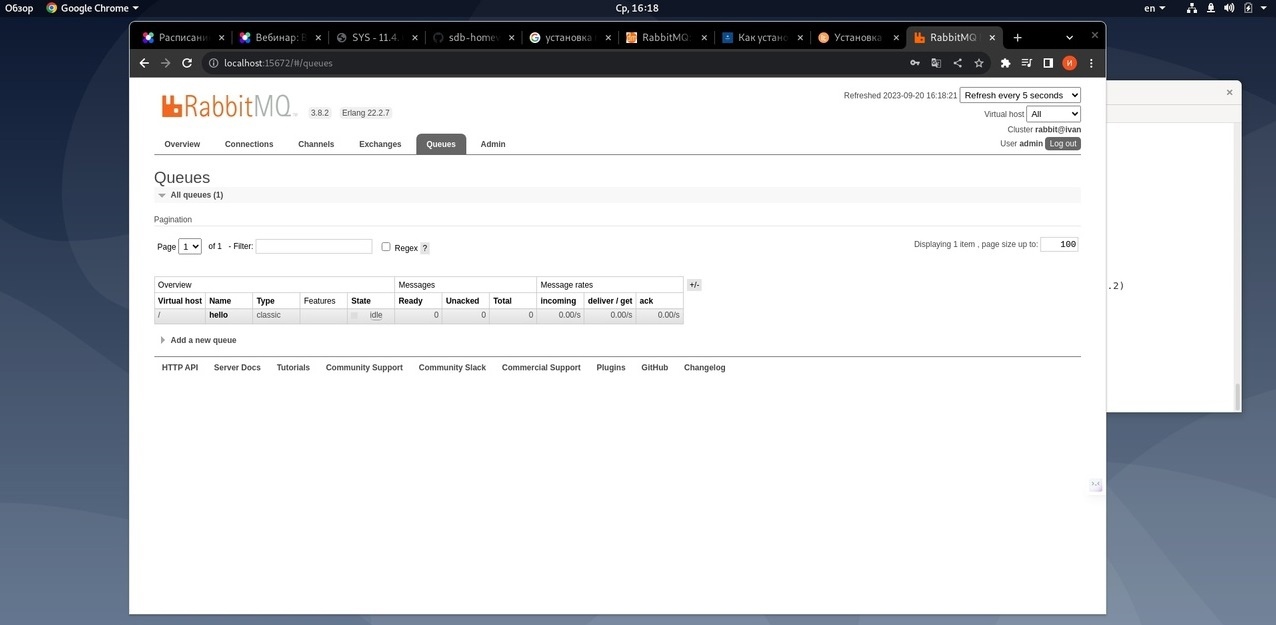 Обзор Google Chrome Ср, 16:18 en
Расписани Вебинар: SYS - 11.4. sdb-home установка RabbitMQ Как устано Установка RabbitMQ
localhost:15672/#/queues И
Refreshed 2023-09-20 16:18:21 Refresh every 5 seconds
RabbitMQ 3.8.2 Erlang 22.2.7
Virtual host All
Cluster rabbit@ivan
User admin Log out
Overview Connections Channels Exchanges Queues Admin
Queues
All queues (1)
Pagination
Page 1 of 1 - Filter: Regex ? Displaying 1 item , page size up to: 100
Overview Messages Message rates +/-
Virtual host Name Type Features State Ready Unacked Total incoming deliver / get ack
/ hello classic idle 0 0 0 0.00/s 0.00/s 0.00/s
.2)
Add a new queue
HTTP API Server Docs Tutorials Community Support Community Slack Commercial Support Plugins GitHub Changelog